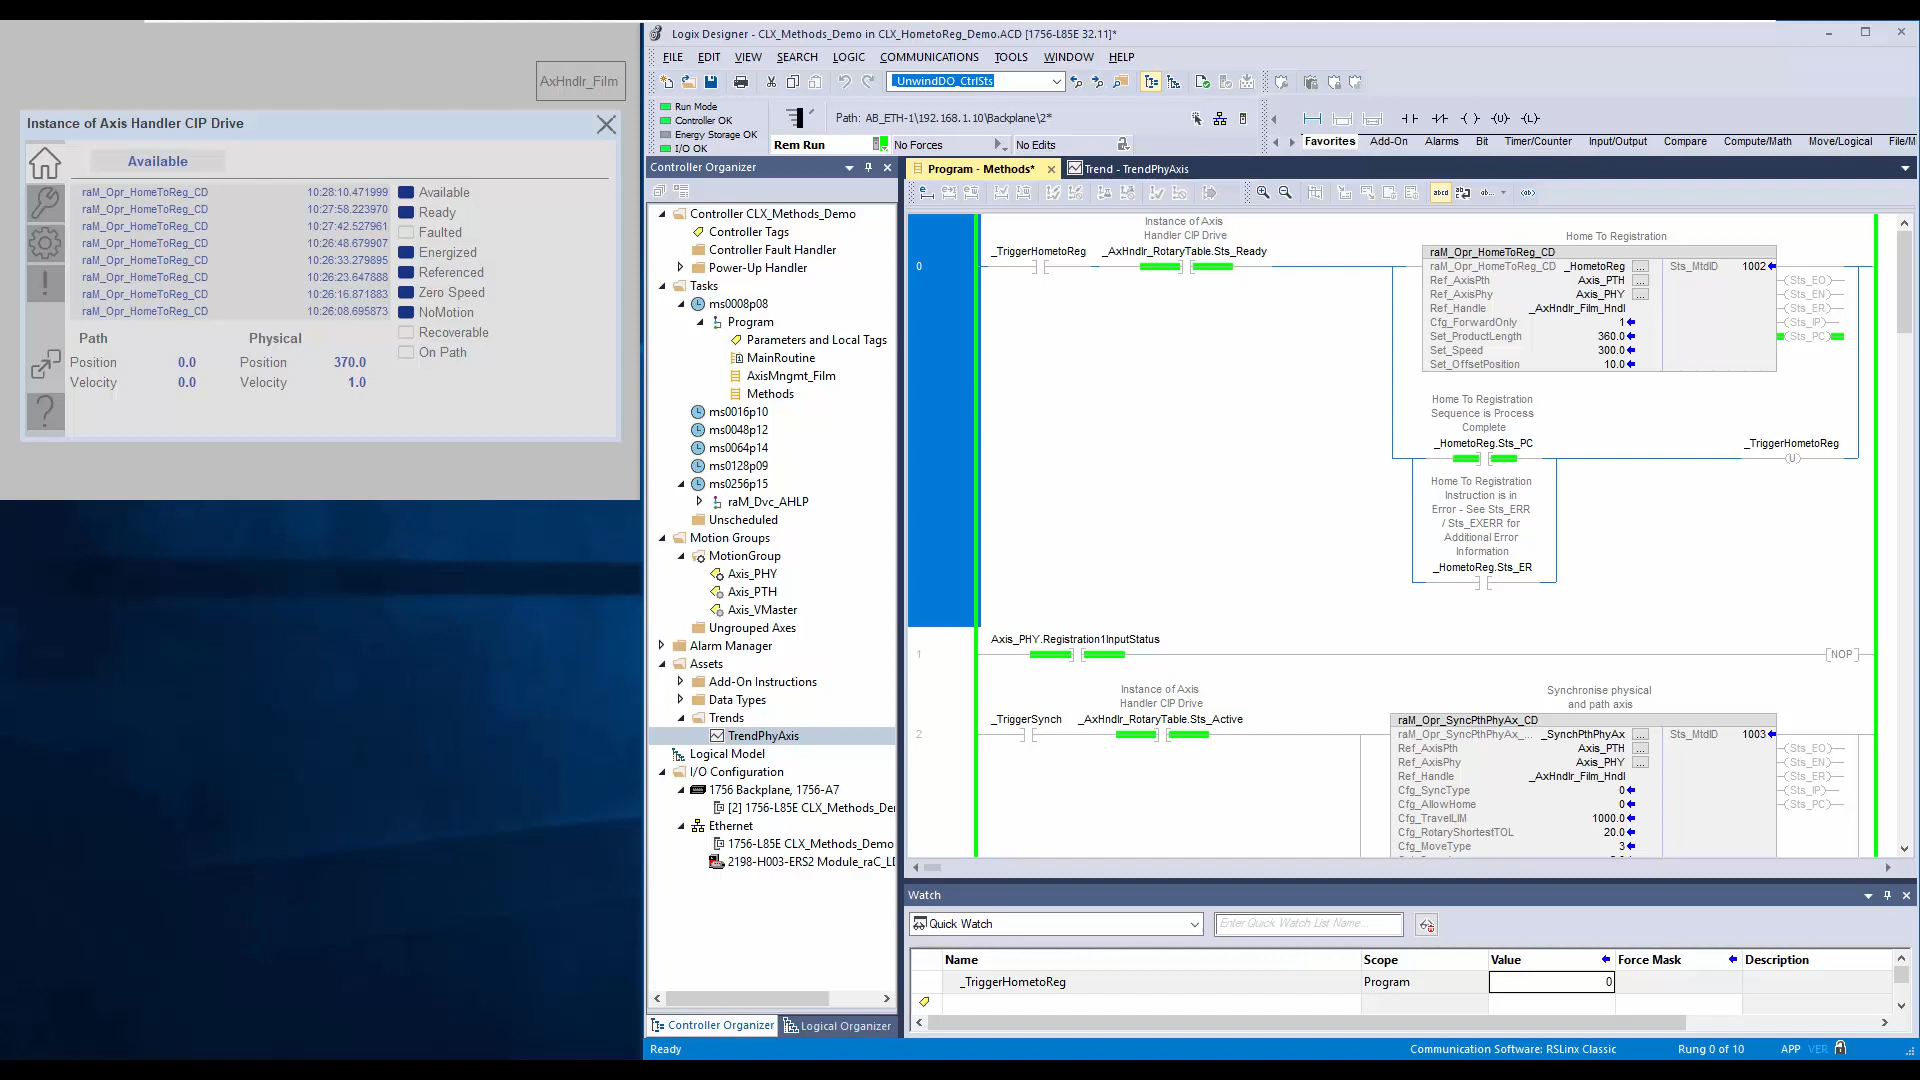 AxHndlr_Film
Instance of Axis Handler CIP Drive
Available
raM_Opr_HomeToReg_CD 10:28:10.471999
raM_Opr_HomeToReg_CD 10:27:58.223970
raM_Opr_HomeToReg_CD 10:27:42.527961
raM_Opr_HomeToReg_CD 10:26:48.679907
raM_Opr_HomeToReg_CD 10:26:33.279895
raM_Opr_HomeToReg_CD 10:26:23.647888
raM_Opr_HomeToReg_CD 10:26:16.871883
raM_Opr_HomeToReg_CD 10:26:08.695873
Available
Ready
Faulted
Energized
Referenced
Zero Speed
NoMotion
Recoverable
On Path
Path Physical
Position 0.0 Position 370.0
Velocity 0.0 Velocity 1.0
Logix Designer - CLX_Methods_Demo in CLX_HometoReg_Demo.ACD [1756-L85E 32.11]*
FILE EDIT VIEW SEARCH LOGIC COMMUNICATIONS TOOLS WINDOW HELP
_UnwindDO_CtrlSts
Run Mode
Controller OK
Energy Storage OK
I/O OK
Path: AB_ETH-1\192.168.1.10\Backplane\2*
Rem Run No Forces No Edits
Favorites Add-On Alarms Bit Timer/Counter Input/Output Compare Compute/Math Move/Logical File/M
Controller Organizer
Controller CLX_Methods_Demo
Controller Tags
Controller Fault Handler
Power-Up Handler
Tasks
ms0008p08
Program
Parameters and Local Tags
MainRoutine
AxisMngmt_Film
Methods
ms0016p10
ms0048p12
ms0064p14
ms0128p09
ms0256p15
raM_Dvc_AHLP
Unscheduled
Motion Groups
MotionGroup
Axis_PHY
Axis_PTH
Axis_VMaster
Ungrouped Axes
Alarm Manager
Assets
Add-On Instructions
Data Types
Trends
TrendPhyAxis
Logical Model
I/O Configuration
1756 Backplane, 1756-A7
[2] 1756-L85E CLX_Methods_De
Ethernet
1756-L85E CLX_Methods_Demo
2198-H003-ERS2 Module_raC_LD
Controller Organizer Logical Organizer
Program - Methods* Trend - TrendPhyAxis
0
_TriggerHometoReg
Instance of Axis
Handler CIP Drive
_AxHndlr_RotaryTable.Sts_Ready
Home To Registration
raM_Opr_HomeToReg_CD
raM_Opr_HomeToReg_CD _HometoReg ... Sts_MtdID 1002
Ref_AxisPth Axis_PTH ... (Sts_EO)
Ref_AxisPhy Axis_PHY ... (Sts_EN)
Ref_Handle _AxHndlr_Film_Hndl (Sts_ER)
Cfg_ForwardOnly 1 (Sts_IP)
Set_ProductLength 360.0 (Sts_PC)
Set_Speed 300.0
Set_OffsetPosition 10.0
Home To Registration
Sequence is Process
Complete
_HometoReg.Sts_PC _TriggerHometoReg
U
Home To Registration
Instruction is in
Error - See Sts_ERR
/ Sts_EXERR for
Additional Error
Information
_HometoReg.Sts_ER
1
Axis_PHY.Registration1InputStatus
NOP
2
_TriggerSynch
Instance of Axis
Handler CIP Drive
_AxHndlr_RotaryTable.Sts_Active
Synchronise physical
and path axis
raM_Opr_SyncPthPhyAx_CD
raM_Opr_SyncPthPhyAx_... _SynchPthPhyAx ... Sts_MtdID 1003
Ref_AxisPth Axis_PTH ... (Sts_EO)
Ref_AxisPhy Axis_PHY ... (Sts_EN)
Ref_Handle _AxHndlr_Film_Hndl (Sts_ER)
Cfg_SyncType 0 (Sts_IP)
Cfg_AllowHome 0 (Sts_PC)
Cfg_TravelLIM 1000.0
Cfg_RotaryShortestTOL 20.0
Cfg_MoveType 3
Watch
Quick Watch Enter Quick Watch List Name...
Name Scope Value Force Mask Description
_TriggerHometoReg Program 0
Ready Communication Software: RSLinx Classic Rung 0 of 10 APP VER